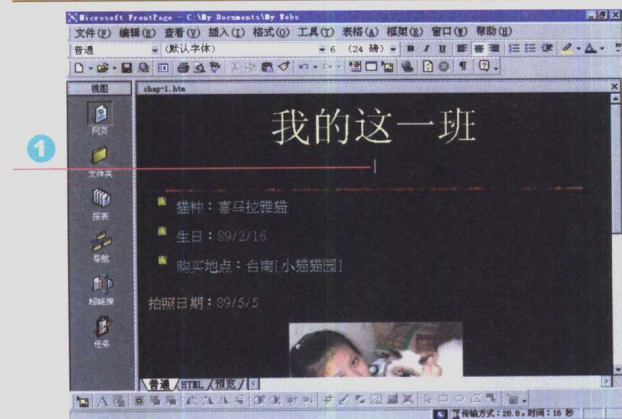 Microsoft FrontPage - C:\My Documents\My Webs
文件(F) 编辑(E) 查看(V) 插入(I) 格式(O) 工具(T) 表格(A) 框架(R) 窗口(W) 帮助(H)
普通 (默认字体) 6 (24 磅) B I U
视图 chap-1.htm
网页
我的这一班
1
文件夹
猫种：喜马拉雅猫
报表
生日：89/2/16
导航
购买地点：台南[小猫猫园]
超链接
拍照日期：89/5/5
任务
普通 HTML 预览
传输方式：28.8，时间：16 秒